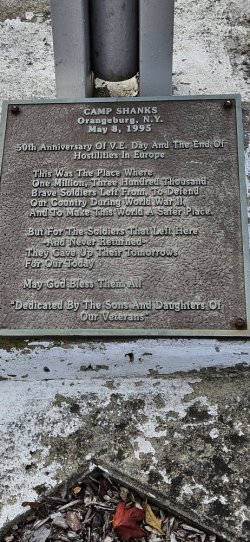 CAMP SHANKS
Orangeburg, N.Y.
May 8, 1995
50th Anniversary Of V.E. Day And The End Of
Hostilities In Europe
This Was The Place Where
One Million, Three Hundred Thousand
Brave Soldiers Left From, To Defend
Our Country During World War II,
And To Make This World A Safer Place.
But For The Soldiers That Left Here
-And Never Returned-
They Gave Up Their Tomorrows
For Our Today
May God Bless Them All
"Dedicated By The Sons And Daughters Of
Our Veterans"